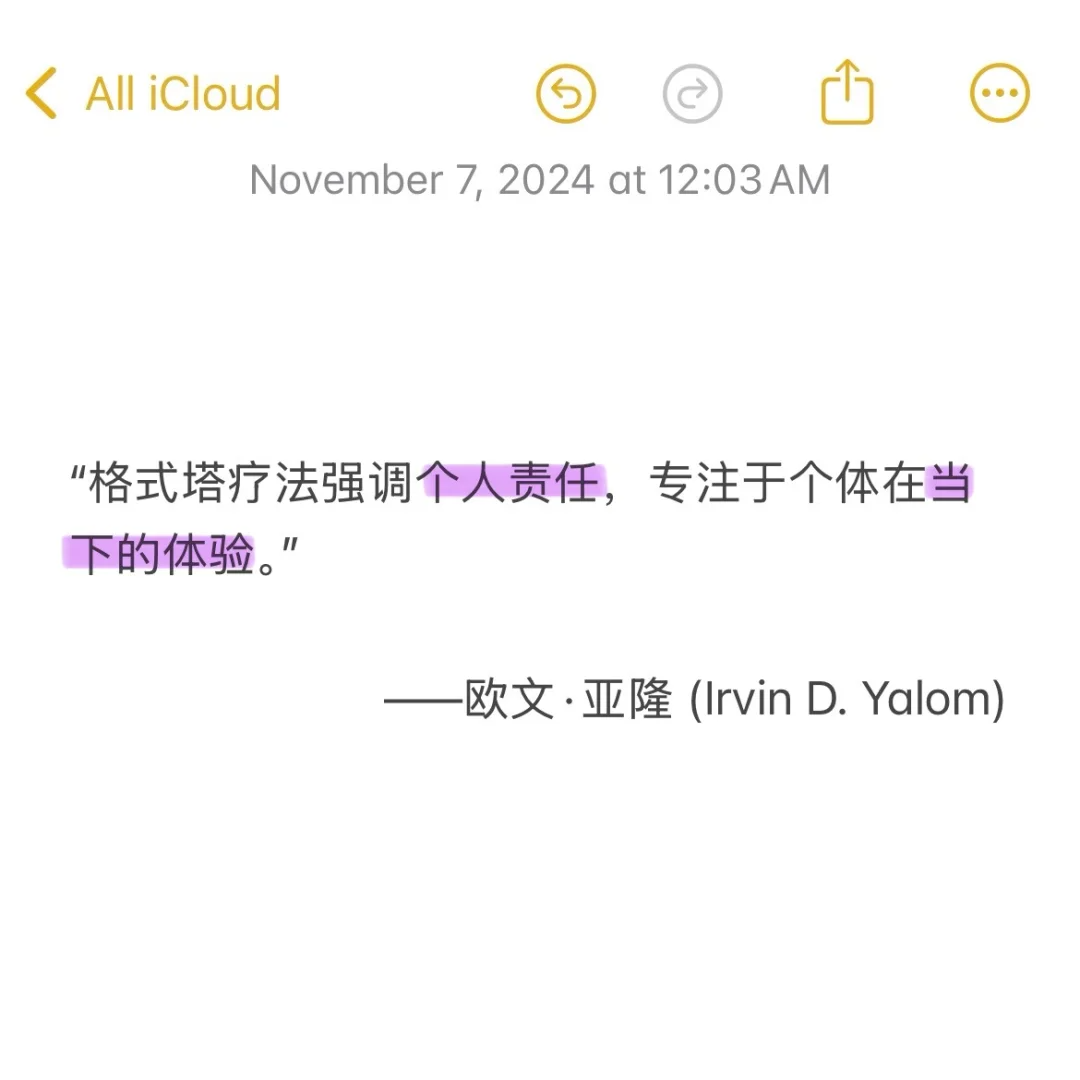 All iCloud
November 7, 2024 at 12:03 AM
“格式塔疗法强调个人责任，专注于个体在当
下的体验。”
——欧文·亚隆 (Irvin D. Yalom)